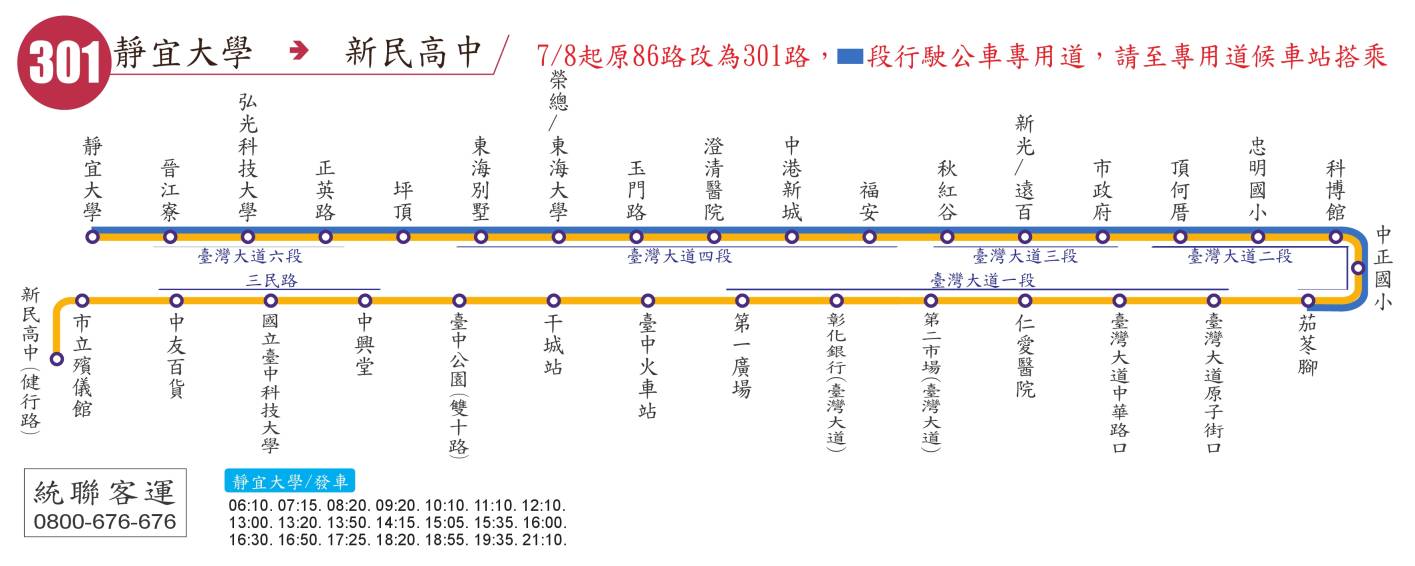 301 靜宜大學 → 新民高中
7/8起原86路改為301路，段行駛公車專用道，請至專用道候車站搭乘
靜宜大學
晉江寮
弘光科技大學
正英路
坪頂
東海別墅
榮總/東海大學
玉門路
澄清醫院
中港新城
福安
秋紅谷
新光/遠百
市政府
頂何厝
忠明國小
科博館
中正國小
臺灣大道六段
臺灣大道四段
臺灣大道三段
臺灣大道二段
三民路
臺灣大道一段
茄苳腳
臺灣大道原子街口
臺灣大道中華路口
仁愛醫院
第二市場(臺灣大道)
彰化銀行(臺灣大道)
第一廣場
臺中火車站
干城站
臺中公園(雙十路)
中興堂
國立臺中科技大學
中友百貨
市立殯儀館
新民高中(健行路)
統聯客運
0800-676-676
靜宜大學/發車
06:10. 07:15. 08:20. 09:20. 10:10. 11:10. 12:10.
13:00. 13:20. 13:50. 14:15. 15:05. 15:35. 16:00.
16:30. 16:50. 17:25. 18:20. 18:55. 19:35. 21:10.